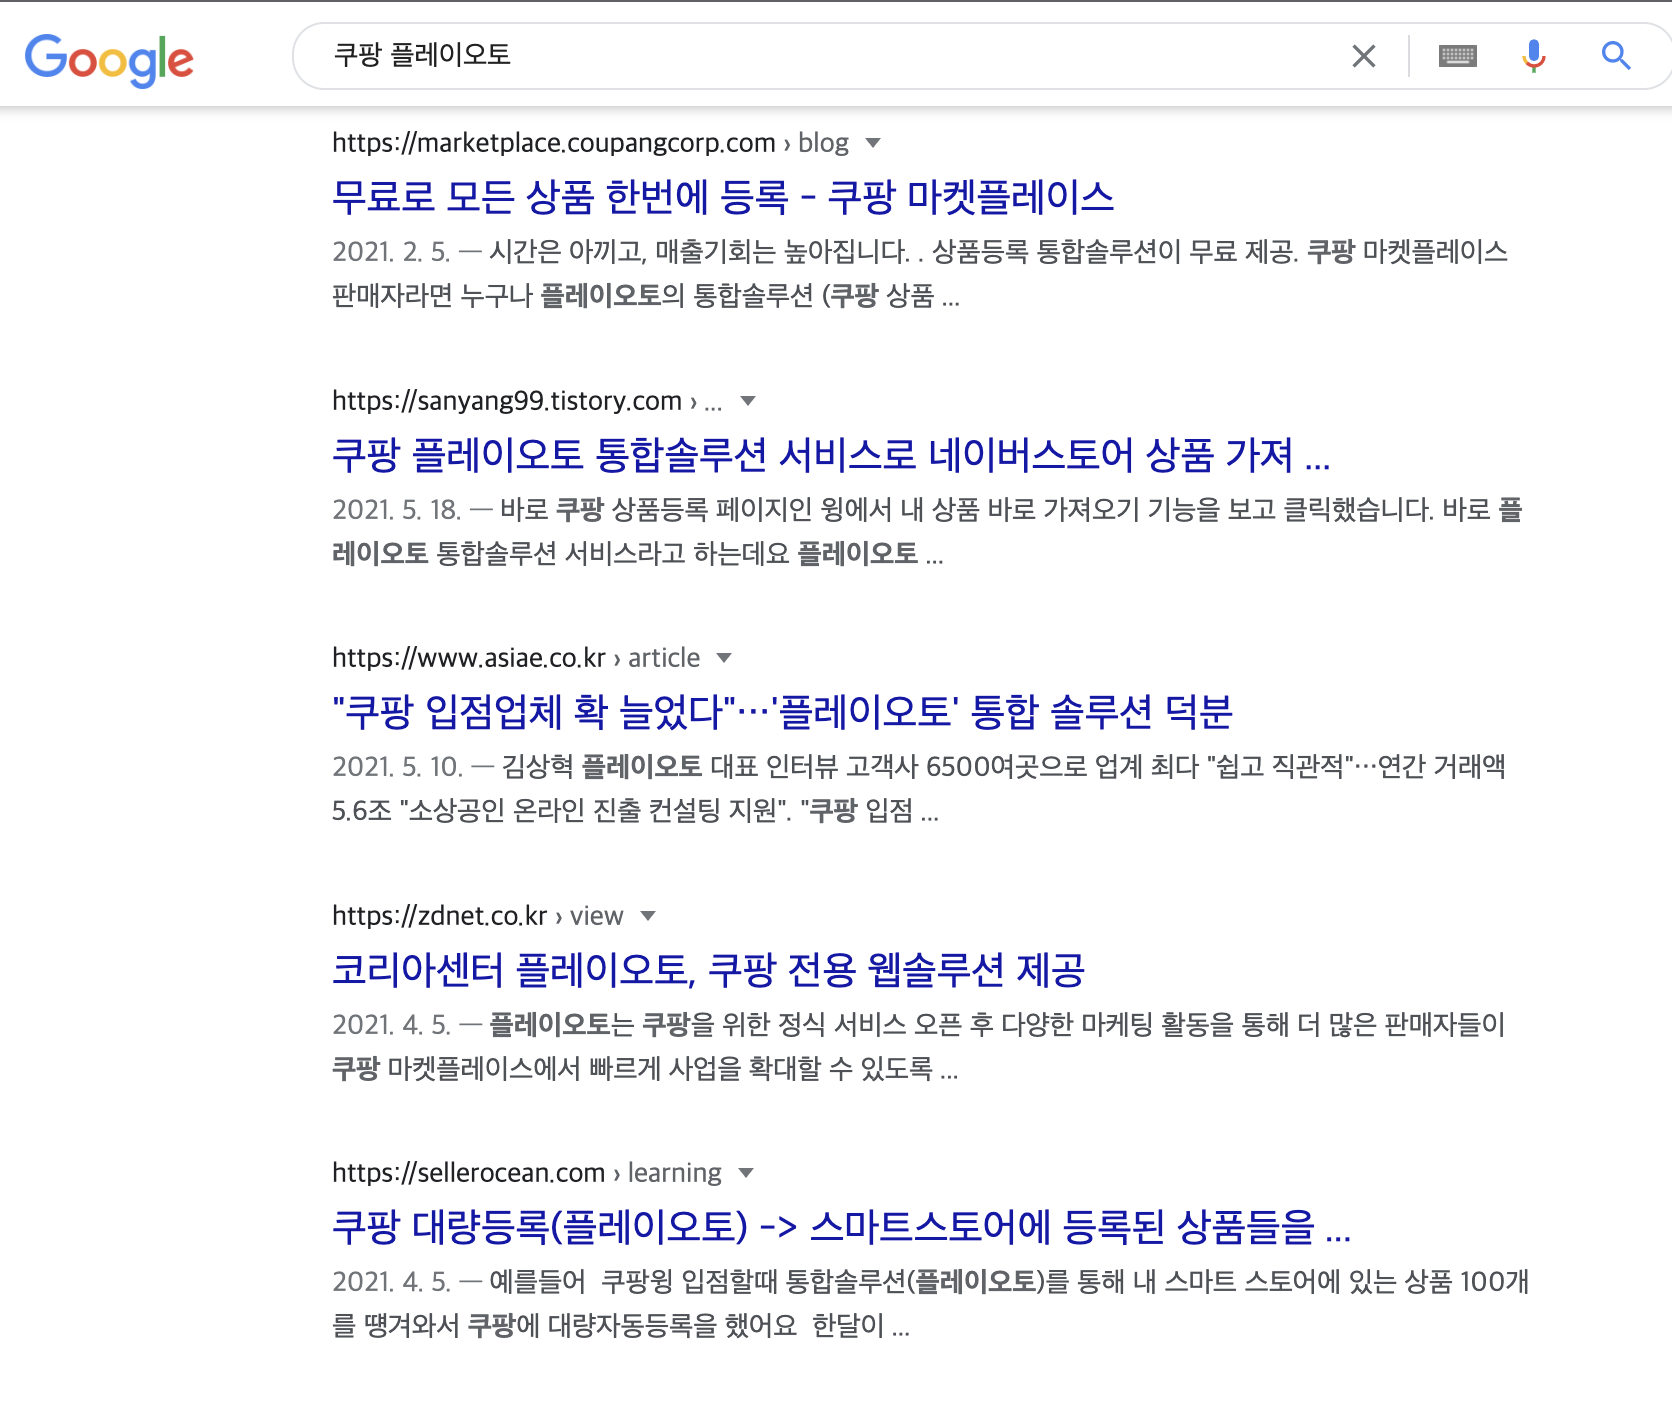 Google
쿠팡 플레이오토
https://marketplace.coupangcorp.com › blog
무료로 모든 상품 한번에 등록 - 쿠팡 마켓플레이스
2021. 2. 5. — 시간은 아끼고, 매출기회는 높아집니다. . 상품등록 통합솔루션이 무료 제공. 쿠팡 마켓플레이스
판매자라면 누구나 플레이오토의 통합솔루션 (쿠팡 상품 ...
https://sanyang99.tistory.com › ...
쿠팡 플레이오토 통합솔루션 서비스로 네이버스토어 상품 가져 ...
2021. 5. 18. — 바로 쿠팡 상품등록 페이지인 윙에서 내 상품 바로 가져오기 기능을 보고 클릭했습니다. 바로 플
레이오토 통합솔루션 서비스라고 하는데요 플레이오토 ...
https://www.asiae.co.kr › article
"쿠팡 입점업체 확 늘었다"…'플레이오토' 통합 솔루션 덕분
2021. 5. 10. — 김상혁 플레이오토 대표 인터뷰 고객사 6500여곳으로 업계 최다 "쉽고 직관적"…연간 거래액
5.6조 "소상공인 온라인 진출 컨설팅 지원". "쿠팡 입점 ...
https://zdnet.co.kr › view
코리아센터 플레이오토, 쿠팡 전용 웹솔루션 제공
2021. 4. 5. — 플레이오토는 쿠팡을 위한 정식 서비스 오픈 후 다양한 마케팅 활동을 통해 더 많은 판매자들이
쿠팡 마켓플레이스에서 빠르게 사업을 확대할 수 있도록 ...
https://sellerocean.com › learning
쿠팡 대량등록(플레이오토) -> 스마트스토어에 등록된 상품들을 ...
2021. 4. 5. — 예를들어  쿠팡윙 입점할때 통합솔루션(플레이오토)를 통해 내 스마트 스토어에 있는 상품 100개
를 떙겨와서 쿠팡에 대량자동등록을 했어요  한달이 ...